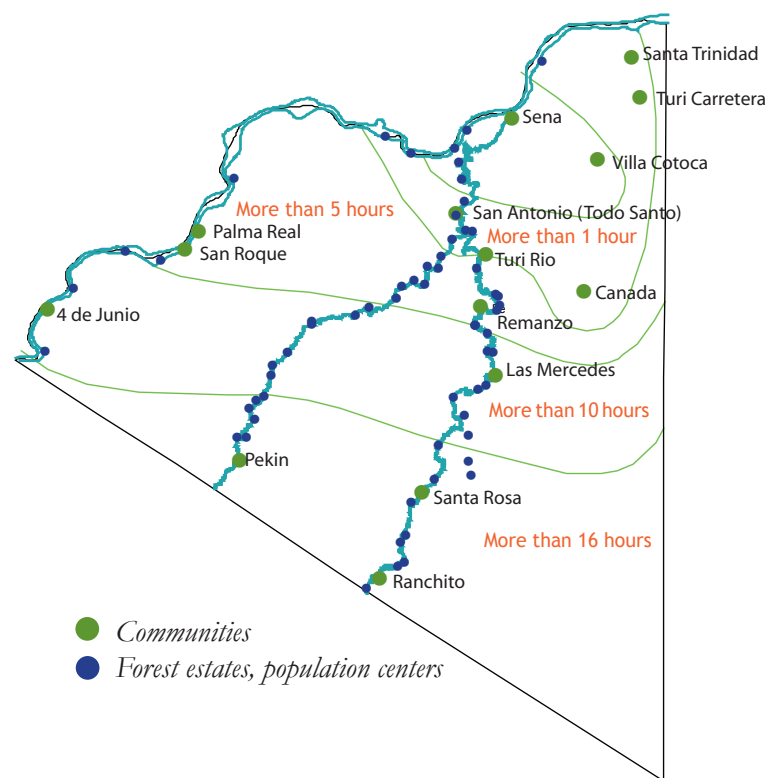 Santa Trinidad
Turi Carretera
Sena
Villa Cotoca
More than 5 hours
San Antonio (Todo Santo)
Palma Real
More than 1 hour
San Roque
Turi Rio
Canada
4 de Junio
Remanzo
Las Mercedes
More than 10 hours
Pekin
Santa Rosa
More than 16 hours
Ranchito
Communities
Forest estates, population centers